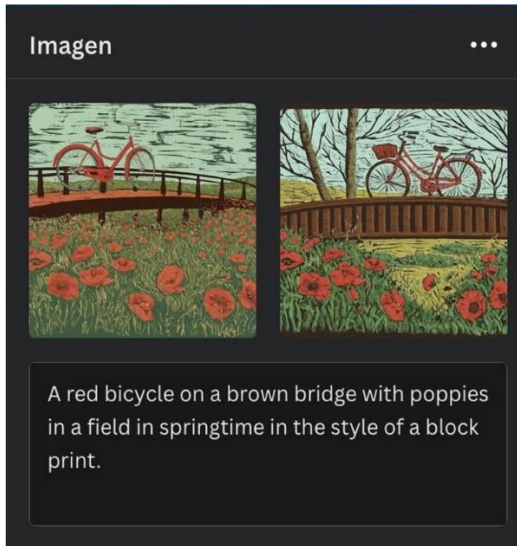 Imagen
A red bicycle on a brown bridge with poppies
in a field in springtime in the style of a block
print.